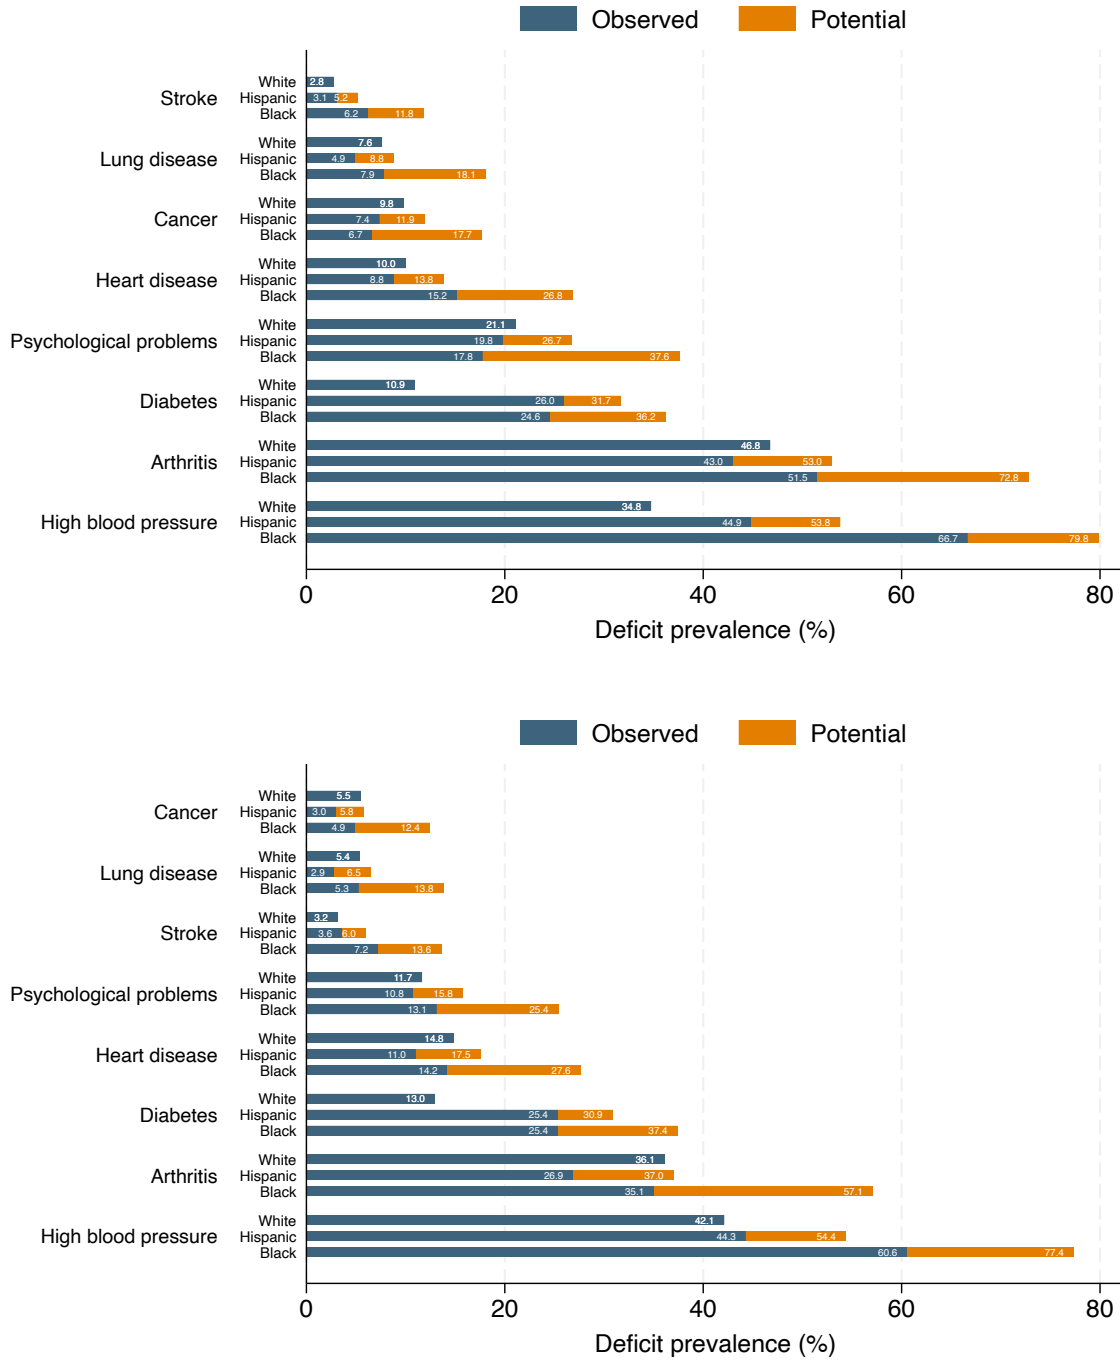 Observed Potential
White 2.8
Stroke Hispanic 3.1 5.2
Black 6.2 11.8
White 7.6
Lung disease Hispanic 4.9 8.8
Black 7.9 18.1
White 9.8
Cancer Hispanic 7.4 11.9
Black 6.7 17.7
White 10.0
Heart disease Hispanic 8.8 13.8
Black 15.2 26.8
White 21.1
Psychological problems Hispanic 19.8 26.7
Black 17.8 37.6
White 10.9
Diabetes Hispanic 26.0 31.7
Black 24.6 36.2
White 46.8
Arthritis Hispanic 43.0 53.0
Black 51.5 72.8
White 34.8
High blood pressure Hispanic 44.9 53.8
Black 66.7 79.8
0 20 40 60 80
Deficit prevalence (%)
Observed Potential
White 5.5
Cancer Hispanic 3.0 5.8
Black 4.9 12.4
White 5.4
Lung disease Hispanic 2.9 6.5
Black 5.3 13.8
White 3.2
Stroke Hispanic 3.6 6.0
Black 7.2 13.6
White 11.7
Psychological problems Hispanic 10.8 15.8
Black 13.1 25.4
White 14.8
Heart disease Hispanic 11.0 17.5
Black 14.2 27.6
White 13.0
Diabetes Hispanic 25.4 30.9
Black 25.4 37.4
White 36.1
Arthritis Hispanic 26.9 37.0
Black 35.1 57.1
White 42.1
High blood pressure Hispanic 44.3 54.4
Black 60.6 77.4
0 20 40 60 80
Deficit prevalence (%)